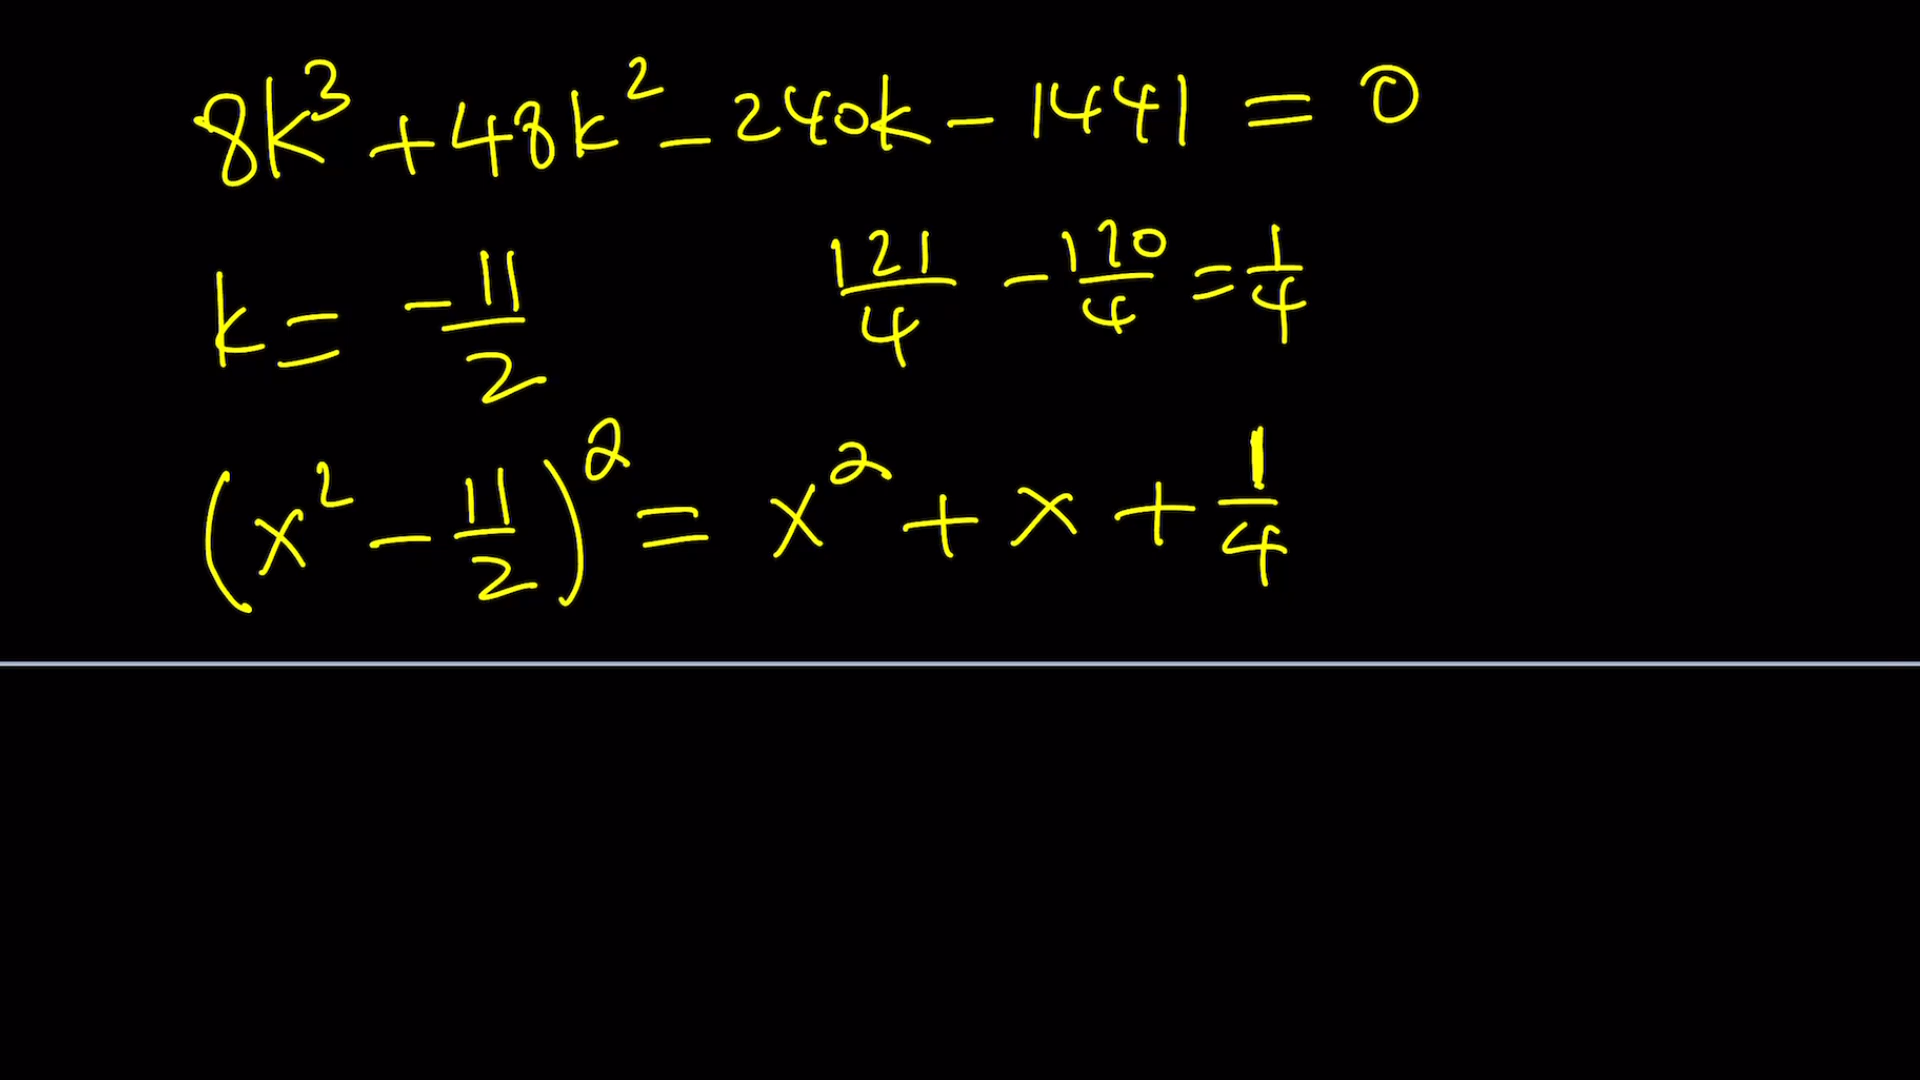 8k³ + 48k² - 240k - 1441 = 0
k = -11/2    121/4 - 120/4 = 1/4
(x² - 11/2)² = x² + x + 1/4